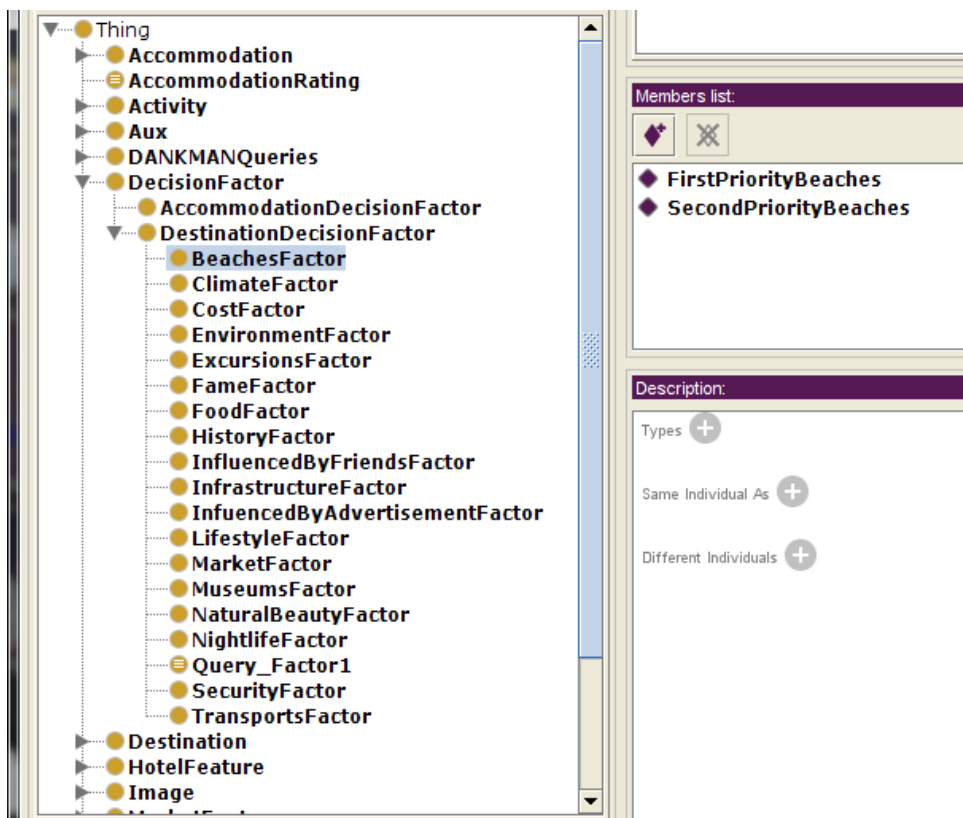 Thing
Accommodation
AccommodationRating
Activity
Aux
DANKMANQueries
DecisionFactor
AccommodationDecisionFactor
DestinationDecisionFactor
BeachesFactor
ClimateFactor
CostFactor
EnvironmentFactor
ExcursionsFactor
FameFactor
FoodFactor
HistoryFactor
InfluencedByFriendsFactor
InfrastructureFactor
InfuencedByAdvertisementFactor
LifestyleFactor
MarketFactor
MuseumsFactor
NaturalBeautyFactor
NightlifeFactor
Query_Factor1
SecurityFactor
TransportsFactor
Destination
HotelFeature
Image
Members list:
FirstPriorityBeaches
SecondPriorityBeaches
Description:
Types
Same Individual As
Different Individuals